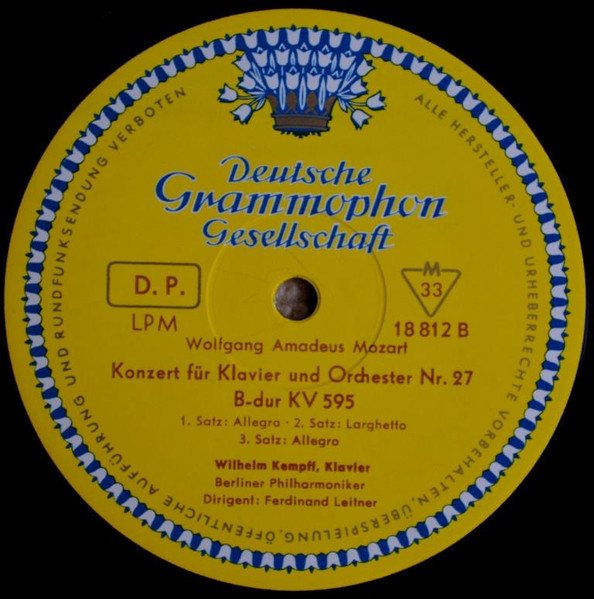 Deutsche
Grammophon
Gesellschaft
D. P.
LPM
M
33
18 812 B
Wolfgang Amadeus Mozart
Konzert für Klavier und Orchester Nr. 27
B-dur KV 595
1. Satz: Allegro · 2. Satz: Larghetto
3. Satz: Allegro
Wilhelm Kempff, Klavier
Berliner Philharmoniker
Dirigent: Ferdinand Leitner
ALLE HERSTELLER- UND URHEBERRECHTE VORBEHALTEN, ÜBERSPIELUNG, ÖFFENTLICHE AUFFÜHRUNG UND RUNDFUNKSENDUNG VERBOTEN